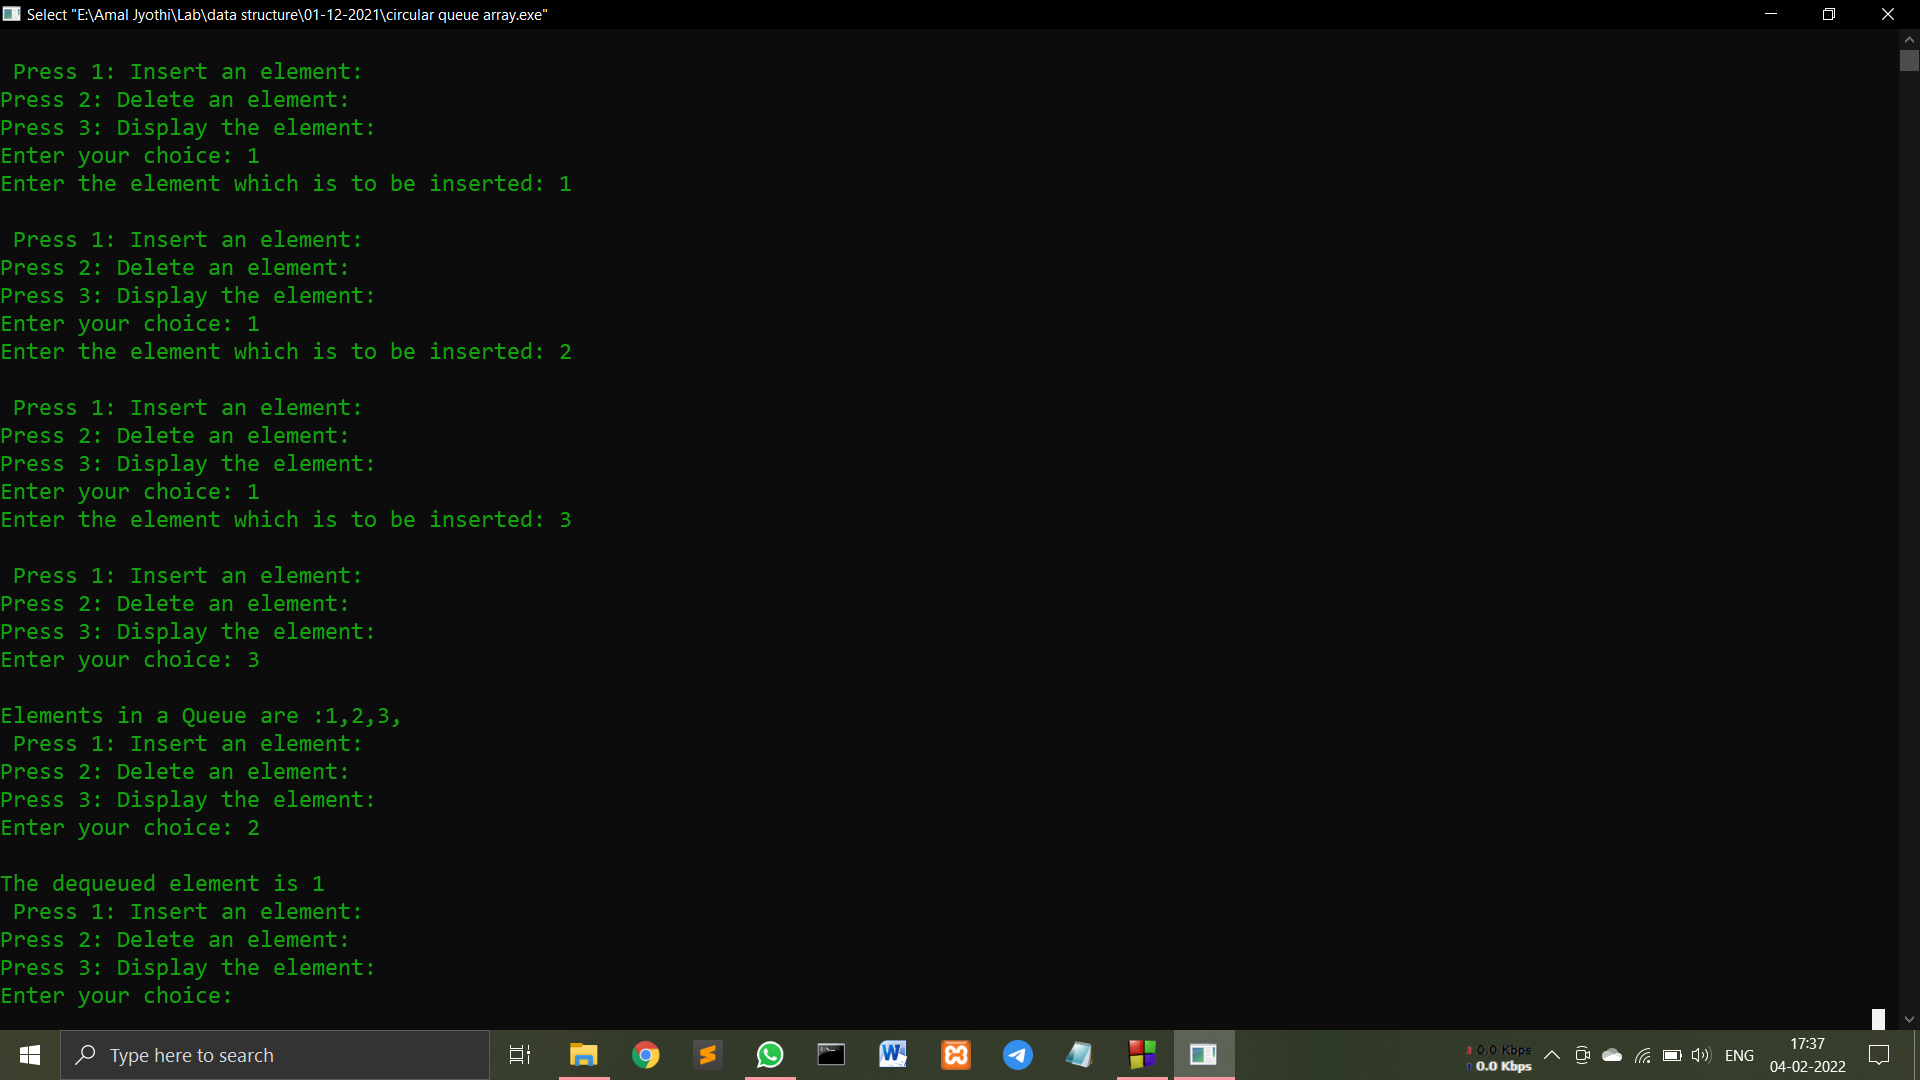 Select "E:\Amal Jyothi\Lab\data structure\01-12-2021\circular queue array.exe"
Press 1: Insert an element:
Press 2: Delete an element:
Press 3: Display the element:
Enter your choice: 1
Enter the element which is to be inserted: 1
Press 1: Insert an element:
Press 2: Delete an element:
Press 3: Display the element:
Enter your choice: 1
Enter the element which is to be inserted: 2
Press 1: Insert an element:
Press 2: Delete an element:
Press 3: Display the element:
Enter your choice: 1
Enter the element which is to be inserted: 3
Press 1: Insert an element:
Press 2: Delete an element:
Press 3: Display the element:
Enter your choice: 3
Elements in a Queue are :1,2,3,
Press 1: Insert an element:
Press 2: Delete an element:
Press 3: Display the element:
Enter your choice: 2
The dequeued element is 1
Press 1: Insert an element:
Press 2: Delete an element:
Press 3: Display the element:
Enter your choice:
Type here to search
0.0 Kbps
0.0 Kbps
ENG
17:37
04-02-2022